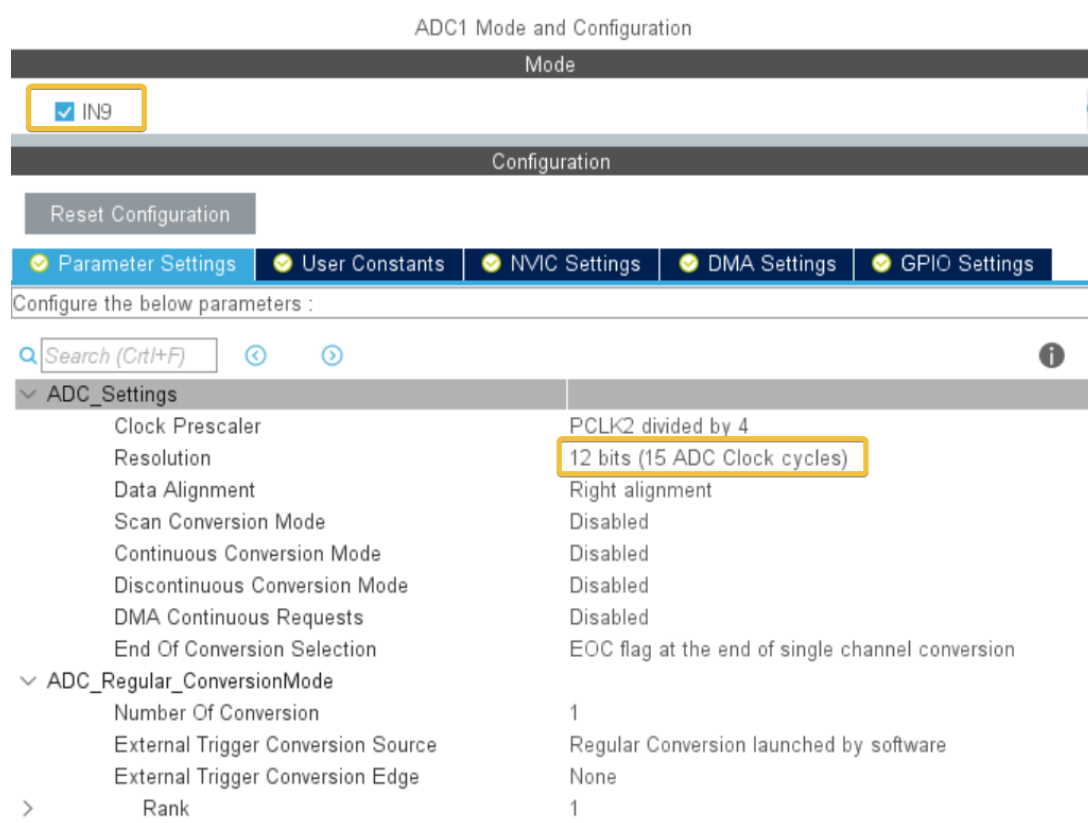 ADC1 Mode and Configuration
Mode
IN9
Configuration
Reset Configuration
Parameter Settings User Constants NVIC Settings DMA Settings GPIO Settings
Configure the below parameters :
Search (Crtl+F)
ADC_Settings
Clock Prescaler PCLK2 divided by 4
Resolution 12 bits (15 ADC Clock cycles)
Data Alignment Right alignment
Scan Conversion Mode Disabled
Continuous Conversion Mode Disabled
Discontinuous Conversion Mode Disabled
DMA Continuous Requests Disabled
End Of Conversion Selection EOC flag at the end of single channel conversion
ADC_Regular_ConversionMode
Number Of Conversion 1
External Trigger Conversion Source Regular Conversion launched by software
External Trigger Conversion Edge None
Rank 1